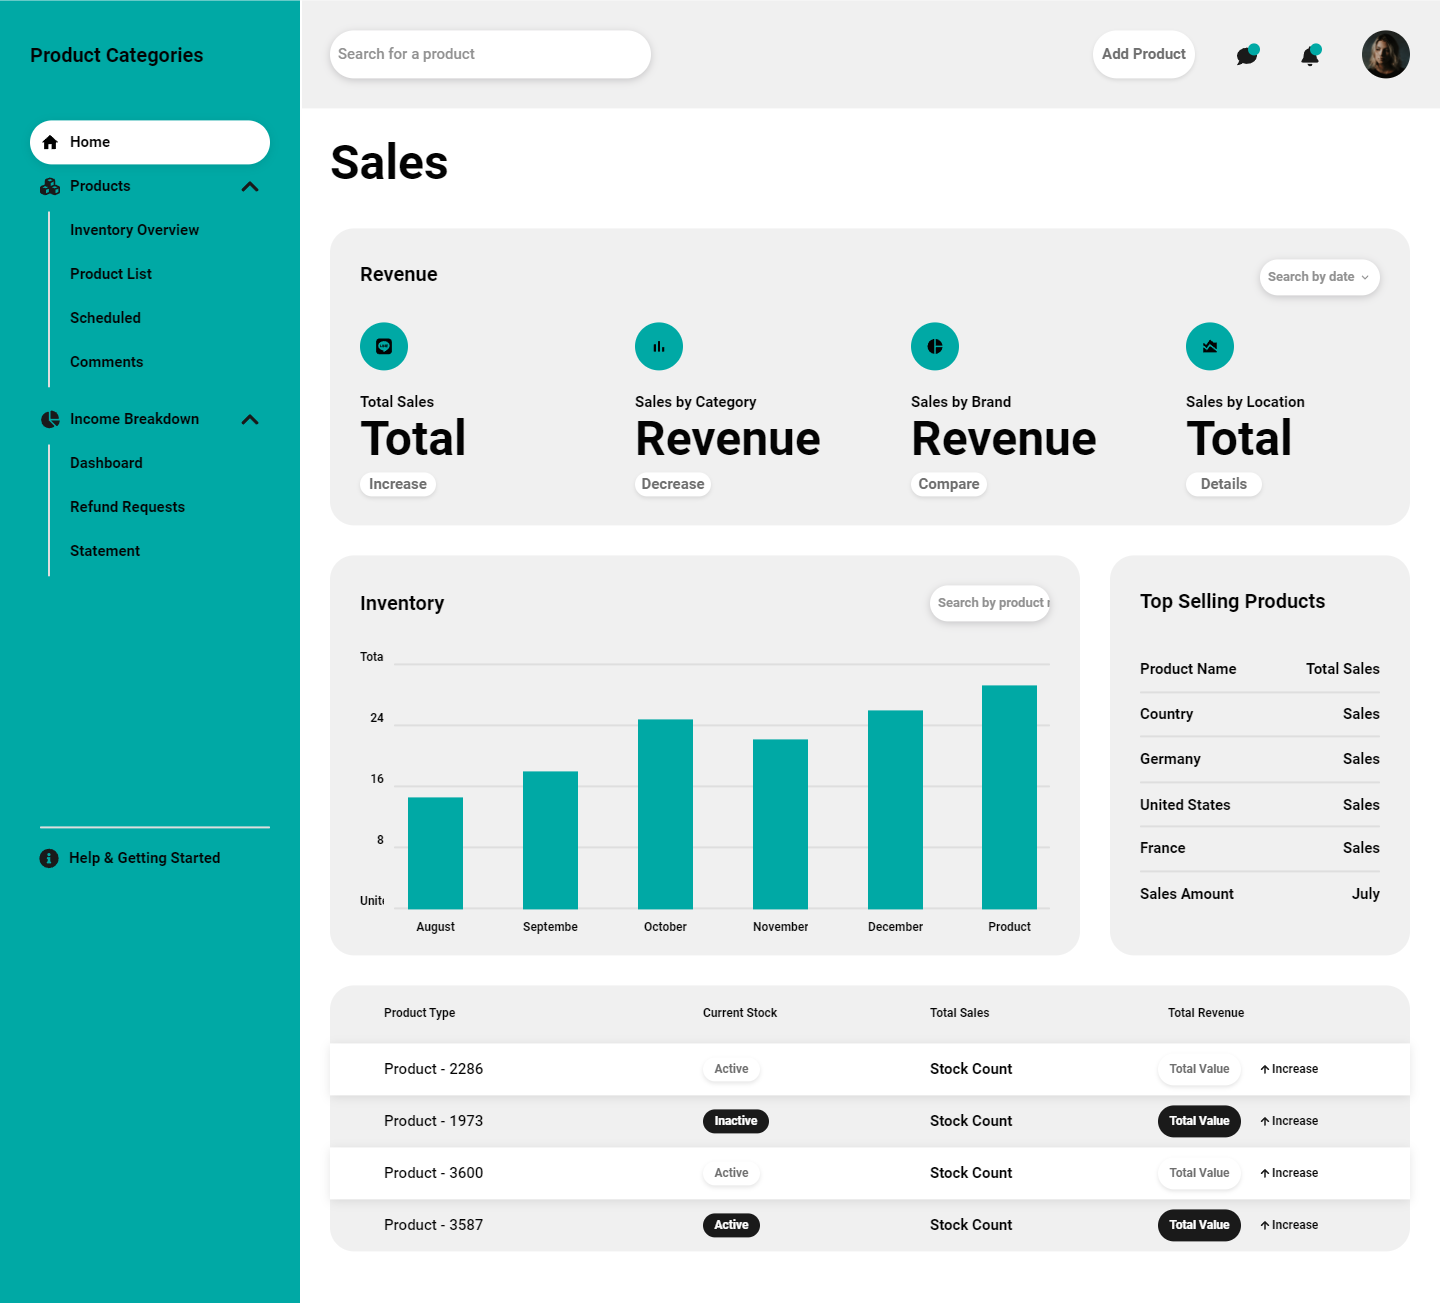 Product Categories
Home
Products
Inventory Overview
Product List
Scheduled
Comments
Income Breakdown
Dashboard
Refund Requests
Statement
Help & Getting Started
Search for a product
Add Product
Sales
Revenue
Search by date
Total Sales
Total
Increase
Sales by Category
Revenue
Decrease
Sales by Brand
Revenue
Compare
Sales by Location
Total
Details
Inventory
Search by product
Tota
24
16
8
Unit
August Septembe October November December Product
Top Selling Products
Product Name Total Sales
Country Sales
Germany Sales
United States Sales
France Sales
Sales Amount July
Product Type Current Stock Total Sales Total Revenue
Product - 2286 Active Stock Count Total Value Increase
Product - 1973 Inactive Stock Count Total Value Increase
Product - 3600 Active Stock Count Total Value Increase
Product - 3587 Active Stock Count Total Value Increase